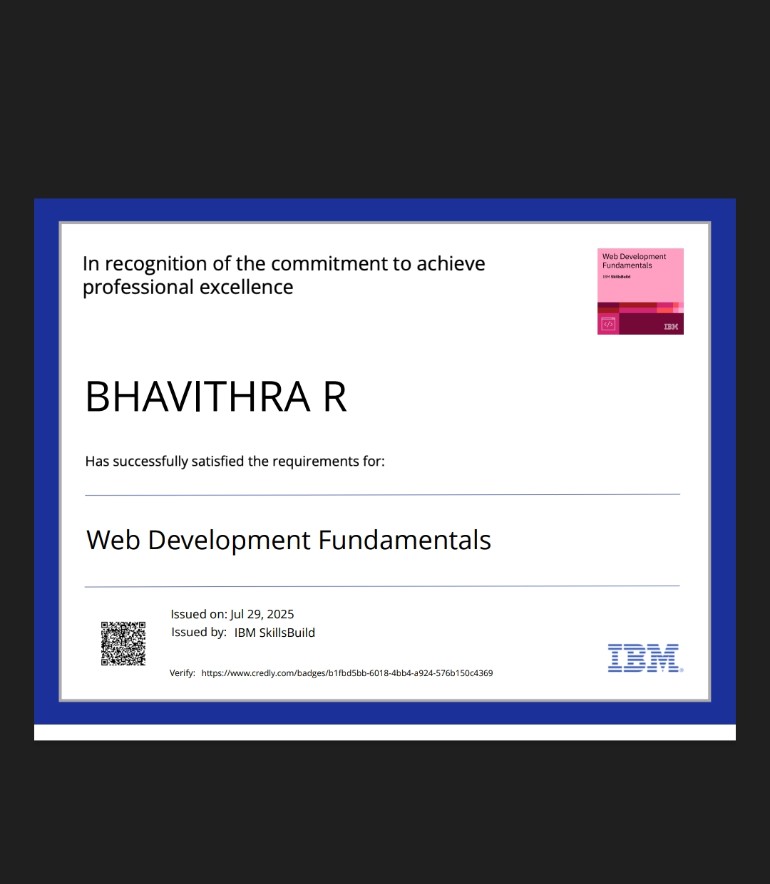 In recognition of the commitment to achieve
professional excellence
Web Development
Fundamentals
IBM SkillsBuild
IBM
BHAVITHRA R
Has successfully satisfied the requirements for:
Web Development Fundamentals
Issued on: Jul 29, 2025
Issued by: IBM SkillsBuild
Verify: https://www.credly.com/badges/b1fbd5bb-6018-4bb4-a924-576b150c4369
IBM